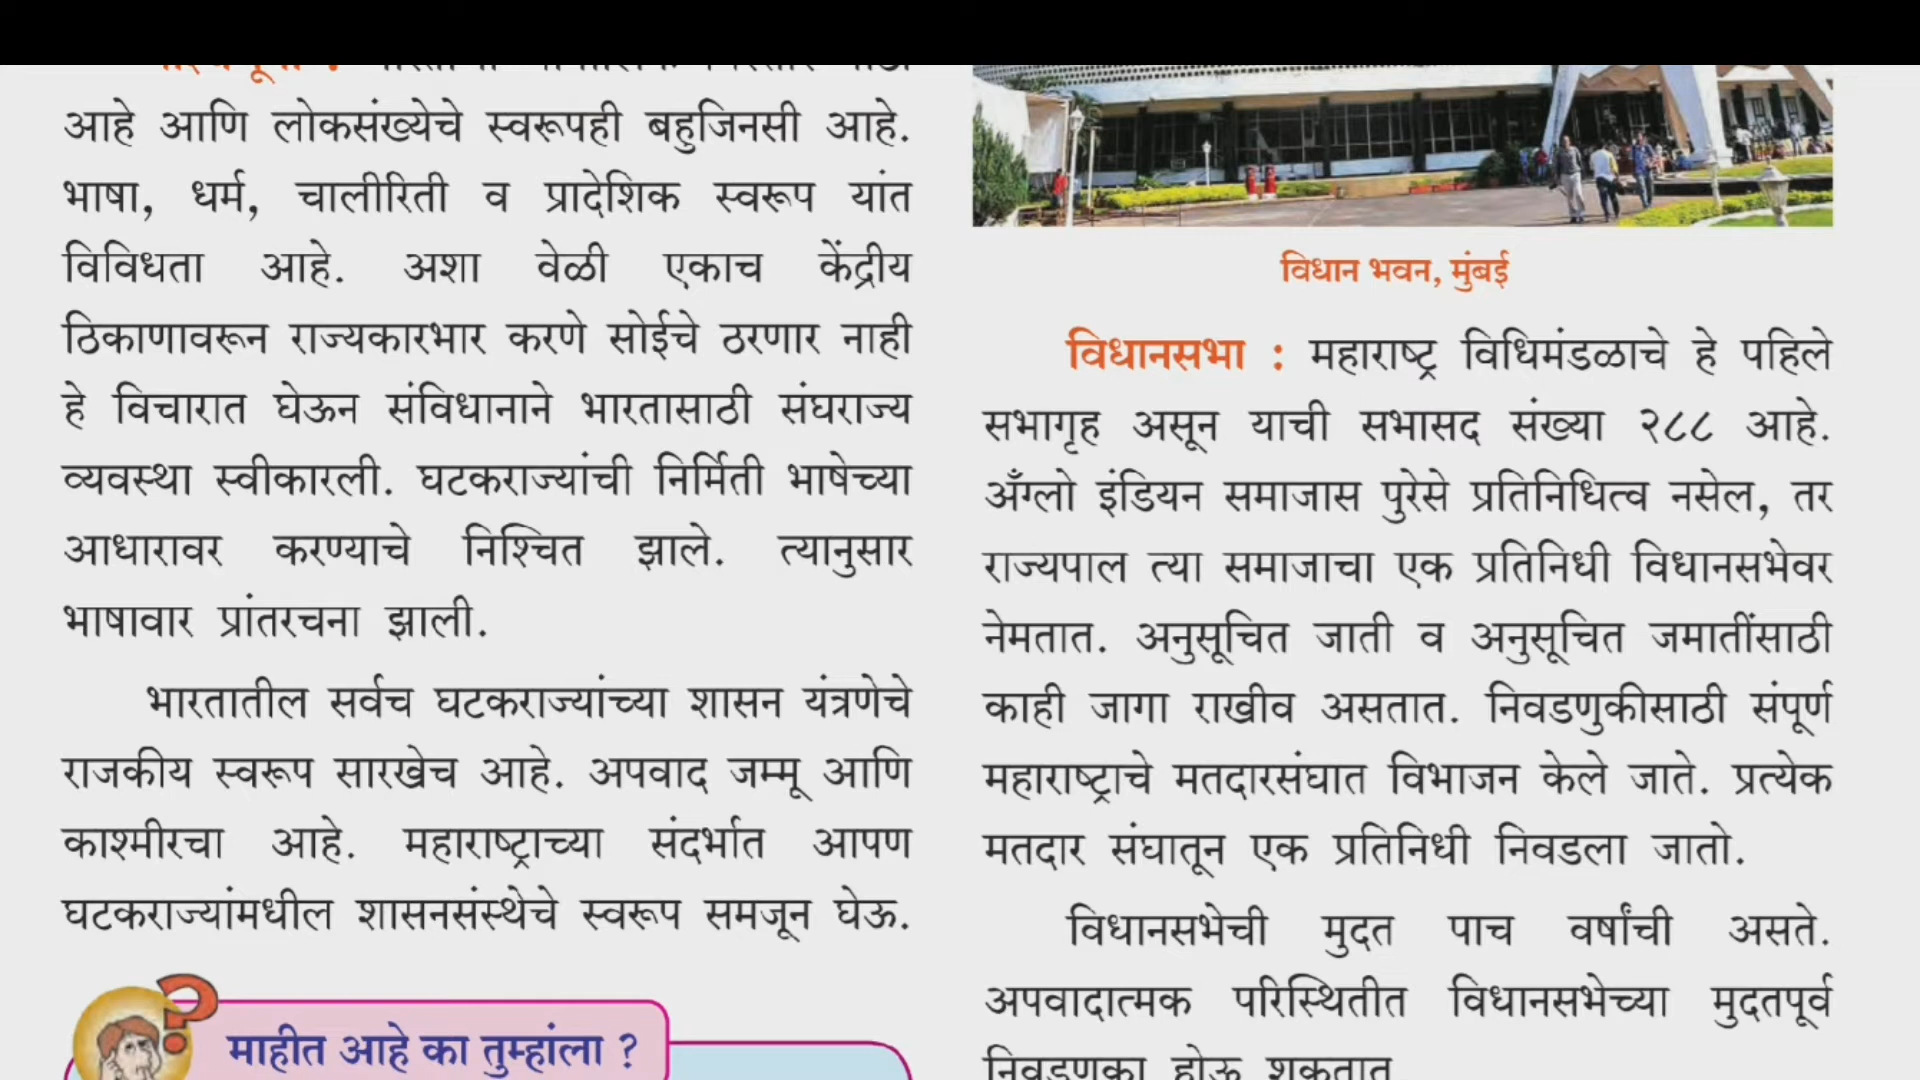 आहे आणि लोकसंख्येचे स्वरूपही बहुजिनसी आहे.
भाषा, धर्म, चालीरिती व प्रादेशिक स्वरूप यांत
विविधता आहे. अशा वेळी एकाच केंद्रीय
ठिकाणावरून राज्यकारभार करणे सोईचे ठरणार नाही
हे विचारात घेऊन संविधानाने भारतासाठी संघराज्य
व्यवस्था स्वीकारली. घटकराज्यांची निर्मिती भाषेच्या
आधारावर करण्याचे निश्चित झाले. त्यानुसार
भाषावार प्रांतरचना झाली.
भारतातील सर्वच घटकराज्यांच्या शासन यंत्रणेचे
राजकीय स्वरूप सारखेच आहे. अपवाद जम्मू आणि
काश्मीरचा आहे. महाराष्ट्राच्या संदर्भात आपण
घटकराज्यांमधील शासनसंस्थेचे स्वरूप समजून घेऊ.
माहीत आहे का तुम्हांला ?
विधान भवन, मुंबई
विधानसभा : महाराष्ट्र विधिमंडळाचे हे पहिले
सभागृह असून याची सभासद संख्या २८८ आहे.
अँग्लो इंडियन समाजास पुरेसे प्रतिनिधित्व नसेल, तर
राज्यपाल त्या समाजाचा एक प्रतिनिधी विधानसभेवर
नेमतात. अनुसूचित जाती व अनुसूचित जमातींसाठी
काही जागा राखीव असतात. निवडणुकीसाठी संपूर्ण
महाराष्ट्राचे मतदारसंघात विभाजन केले जाते. प्रत्येक
मतदार संघातून एक प्रतिनिधी निवडला जातो.
विधानसभेची मुदत पाच वर्षांची असते.
अपवादात्मक परिस्थितीत विधानसभेच्या मुदतपूर्व
निवडणुका होऊ शकतात.